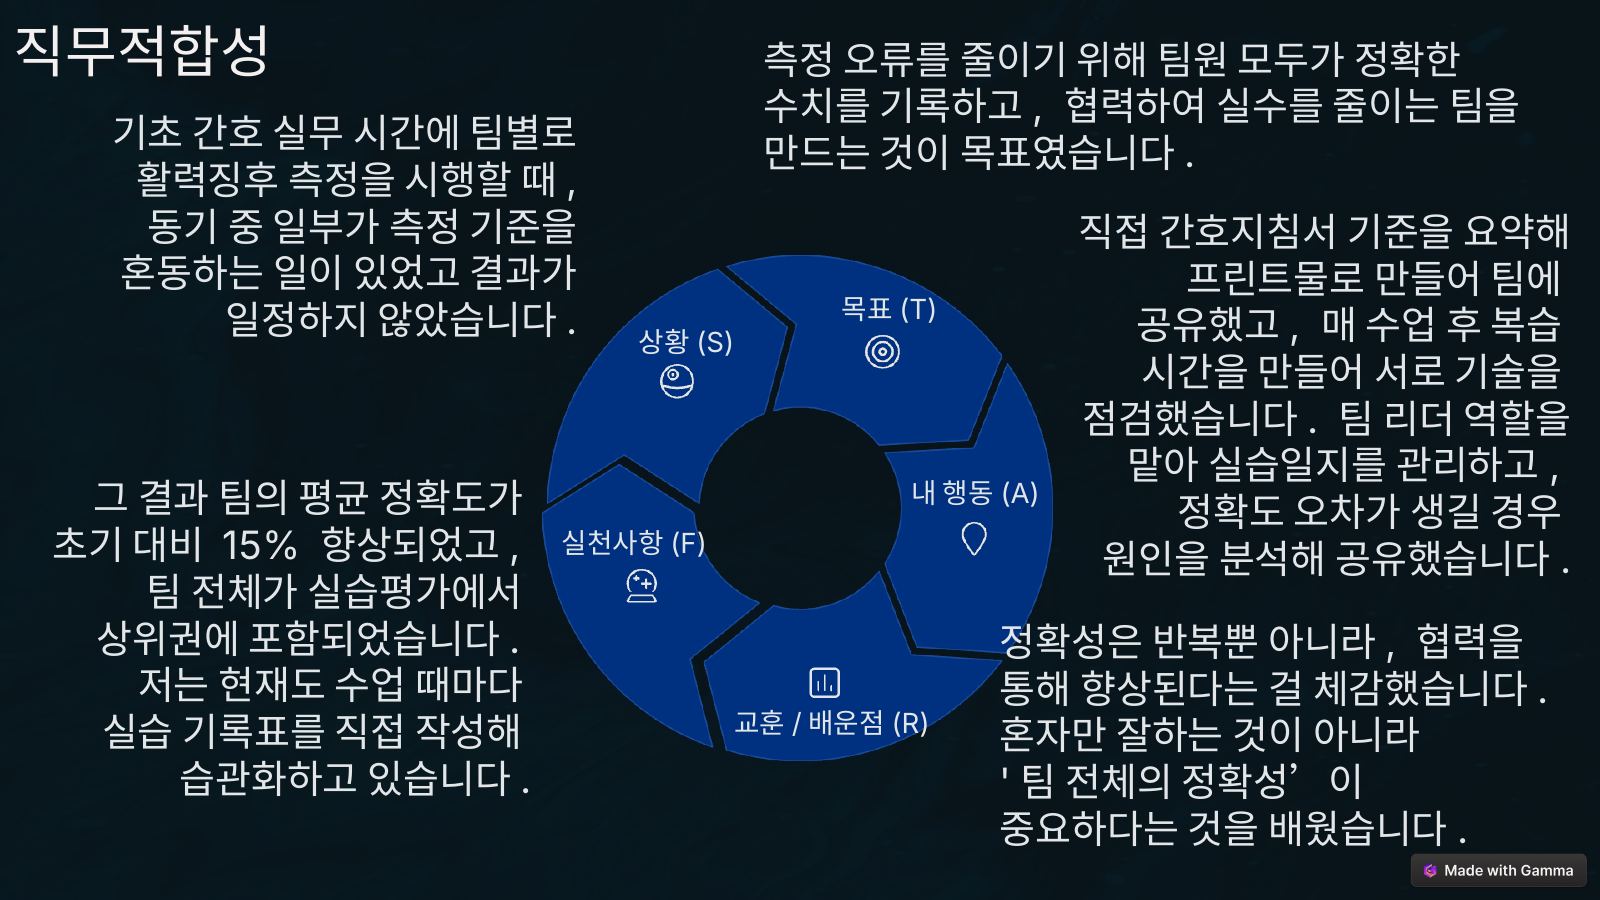 직무적합성
기초 간호 실무 시간에 팀별로
활력징후 측정을 시행할 때 ,
동기 중 일부가 측정 기준을
혼동하는 일이 있었고 결과가
일정하지 않았습니다 .
측정 오류를 줄이기 위해 팀원 모두가 정확한
수치를 기록하고 , 협력하여 실수를 줄이는 팀을
만드는 것이 목표였습니다 .
직접 간호지침서 기준을 요약해
프린트물로 만들어 팀에
공유했고 , 매 수업 후 복습
시간을 만들어 서로 기술을
점검했습니다 . 팀 리더 역할을
맡아 실습일지를 관리하고 ,
정확도 오차가 생길 경우
원인을 분석해 공유했습니다 .
정확성은 반복뿐 아니라 , 협력을
통해 향상된다는 걸 체감했습니다 .
혼자만 잘하는 것이 아니라
' 팀 전체의 정확성’ 이
중요하다는 것을 배웠습니다 .
그 결과 팀의 평균 정확도가
초기 대비 15% 향상되었고 ,
팀 전체가 실습평가에서
상위권에 포함되었습니다 .
저는 현재도 수업 때마다
실습 기록표를 직접 작성해
습관화하고 있습니다 .
상황 (S)
목표 (T)
내 행동 (A)
교훈 / 배운점 (R)
실천사항 (F)
Made with Gamma